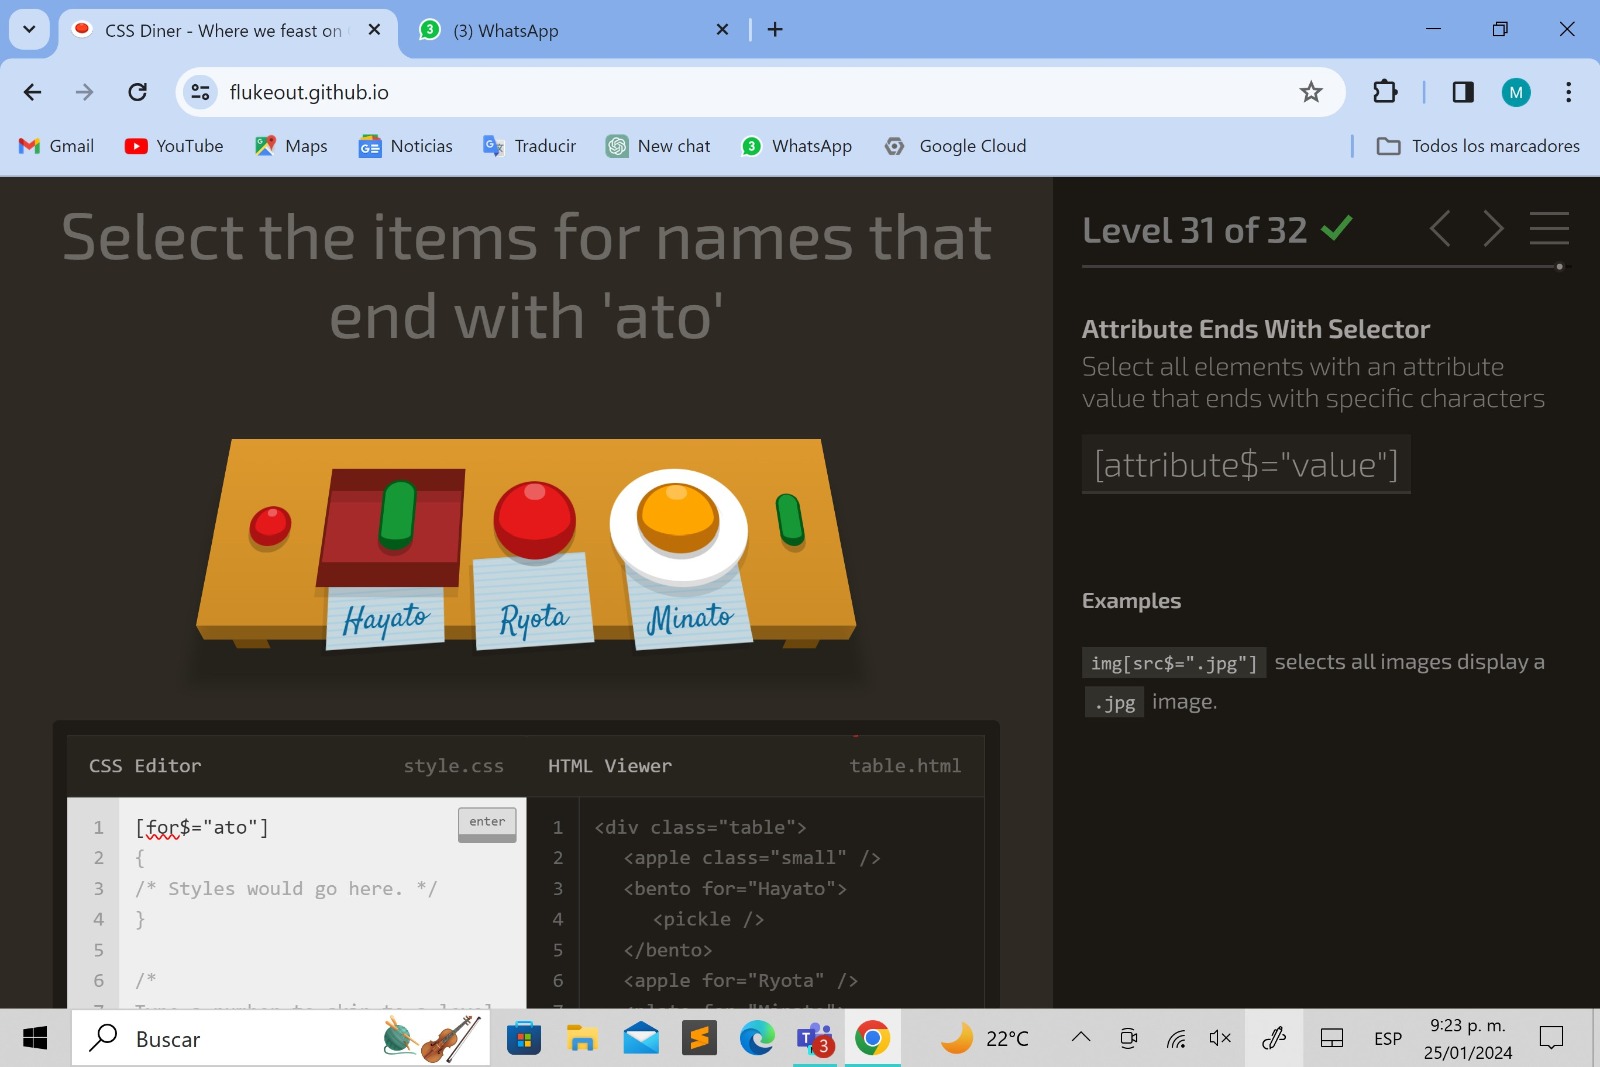 CSS Diner - Where we feast on
(3) WhatsApp
flukeout.github.io
M
Gmail
YouTube
Maps
Noticias
Traducir
New chat
3
WhatsApp
Google Cloud
Todos los marcadores
Select the items for names that
end with 'ato'
Hayato
Ryota
Minato
CSS Editor
style.css
HTML Viewer
table.html
1 [for$="ato"]
enter
2 {
3 /* Styles would go here. */
4 }
5
6 /*
1 <div class="table">
2 <apple class="small" />
3 <bento for="Hayato">
4 <pickle />
5 </bento>
6 <apple for="Ryota" />
Level 31 of 32
Attribute Ends With Selector
Select all elements with an attribute
value that ends with specific characters
[attribute$="value"]
Examples
img[src$=".jpg"] selects all images display a
.jpg image.
Buscar
3
22°C
ESP
9:23 p. m.
25/01/2024